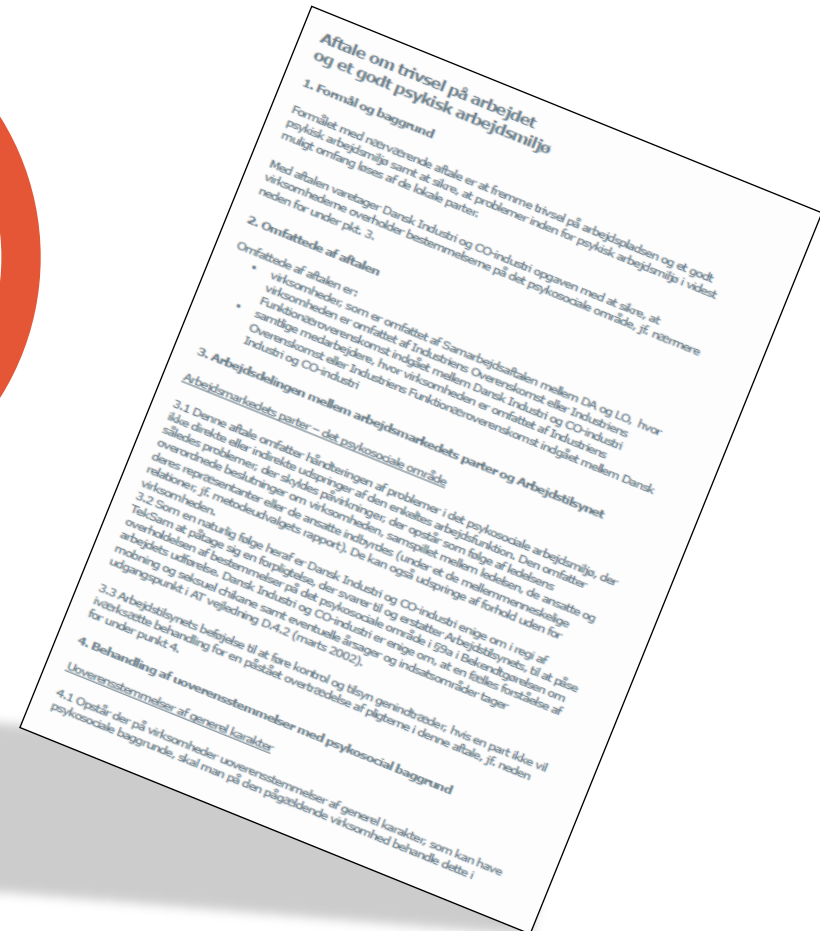 Aftale om trivsel på arbejdet
og et godt psykisk arbejdsmiljø
1. Formål og baggrund
Formålet med nærværende aftale er at fremme trivsel på arbejdspladsen og et godt
psykisk arbejdsmiljø samt at sikre, at problemer inden for psykisk arbejdsmiljø i videst
muligt omfang løses af de lokale parter.
Med aftalen varetager Dansk Industri og CO-industri opgaven med at sikre, at
virksomhederne overholder bestemmelserne på det psykosociale område, jf. nærmere
neden for under pkt. 3.
2. Omfattede af aftalen
Omfattede af aftalen er:
• virksomheder, som er omfattet af Samarbejdsaftalen mellem DA og LO, hvor
virksomheden er omfattet af Industriens Overenskomst eller Industriens
Funktionæroverenskomst indgået mellem Dansk Industri og CO-industri
• samtlige medarbejdere, hvor virksomheden er omfattet af Industriens
Overenskomst eller Industriens Funktionæroverenskomst indgået mellem Dansk
Industri og CO-industri
3. Arbejdsdelingen mellem arbejdsmarkedets parter og Arbejdstilsynet
Arbejdsmarkedets parter – det psykosociale område
3.1 Denne aftale omfatter håndteringen af problemer i det psykosociale arbejdsmiljø, der
ikke direkte eller indirekte udspringer af den enkeltes arbejdsfunktion. Den omfatter
således problemer, der skyldes påvirkninger, der opstår som følge af ledelsens
overordnede beslutninger om virksomheden, samspillet mellem ledelsen, de ansatte og
deres repræsentanter eller de ansatte indbyrdes (under et de mellemmenneskelige
relationer, jf. metodeudvalgets rapport). De kan også udspringe af forhold uden for
virksomheden.
3.2 Som en naturlig følge heraf er Dansk Industri og CO-industri enige om i regi af
TekSam at påtage sig en forpligtelse, der svarer til og erstatter Arbejdstilsynets, til at påse
overholdelsen af bestemmelser på det psykosociale område i §9a i Bekendtgørelsen om
arbejdets udførelse. Dansk Industri og CO-industri er enige om, at en fælles forståelse af
mobning og seksuel chikane samt eventuelle årsager og indsatsområder tager
udgangspunkt i AT vejledning D.4.2 (marts 2002).
3.3 Arbejdstilsynets beføjelse til at føre kontrol og tilsyn genindtræder, hvis en part ikke vil
iværksætte behandling for en påstået overtrædelse af pligterne i denne aftale, jf. neden
for under punkt 4.
4. Behandling af uoverensstemmelser med psykosocial baggrund
Uoverensstemmelser af generel karakter
4.1 Opstår der på virksomheder uoverensstemmelser af generel karakter, som kan have
psykosociale baggrunde, skal man på den pågældende virksomhed behandle dette i